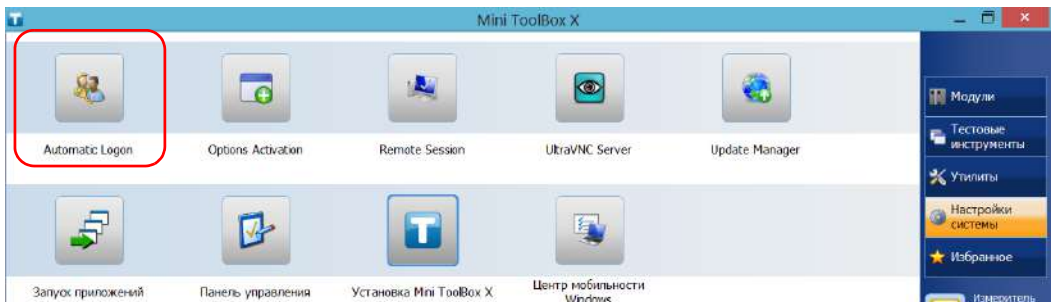 Mini ToolBox X
Automatic Logon
Options Activation
Remote Session
UltraVNC Server
Update Manager
Запуск приложений
Панель управления
Установка Mini ToolBox X
Центр мобильности
Windows
Модули
Тестовые
инструменты
Утилиты
Настройки
системы
Избранное
Измеритель